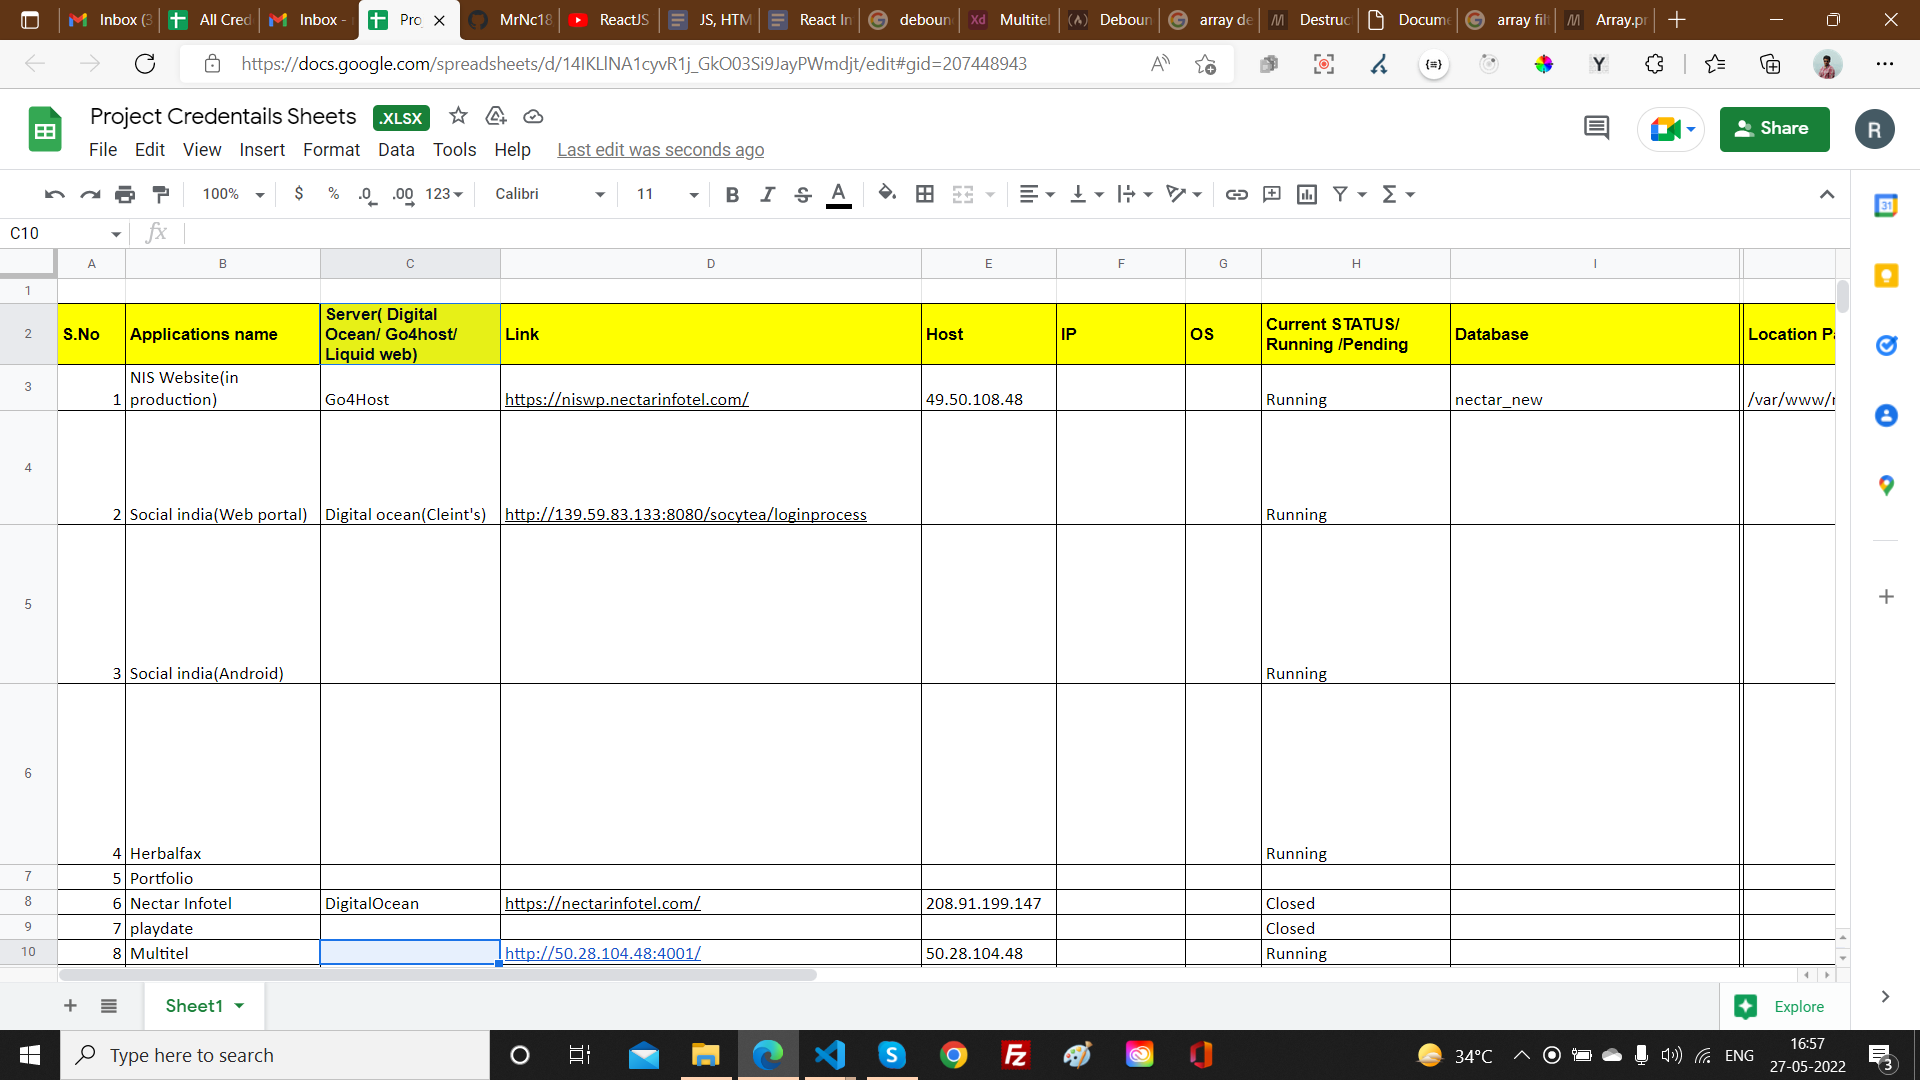 Inbox (3
All Cred
Inbox -
Pro
MrNc18
ReactJS
JS, HTM
React In
deboun
Multitel
Deboun
array de
Destruc
Docume
array filt
Array.pr
https://docs.google.com/spreadsheets/d/14IKLlNA1cyvR1j_GkO03Si9JayPWmdjt/edit#gid=207448943
Project Credentails Sheets .XLSX
Share
R
File Edit View Insert Format Data Tools Help Last edit was seconds ago
100% $ % .0 .00 123 Calibri 11 B I S A
C10 fx
A B C D E F G H I
1
2 S.No Applications name Server( Digital Ocean/ Go4host/ Liquid web) Link Host IP OS Current STATUS/ Running /Pending Database Location Pa
3 1 NIS Website(in production) Go4Host https://niswp.nectarinfotel.com/ 49.50.108.48 Running nectar_new /var/www/n
4 2 Social india(Web portal) Digital ocean(Cleint's) http://139.59.83.133:8080/socytea/loginprocess Running
5 3 Social india(Android) Running
6 4 Herbalfax Running
7 5 Portfolio
8 6 Nectar Infotel DigitalOcean https://nectarinfotel.com/ 208.91.199.147 Closed
9 7 playdate Closed
10 8 Multitel http://50.28.104.48:4001/ 50.28.104.48 Running
Sheet1
Explore
Type here to search
34°C
ENG
16:57
27-05-2022
3